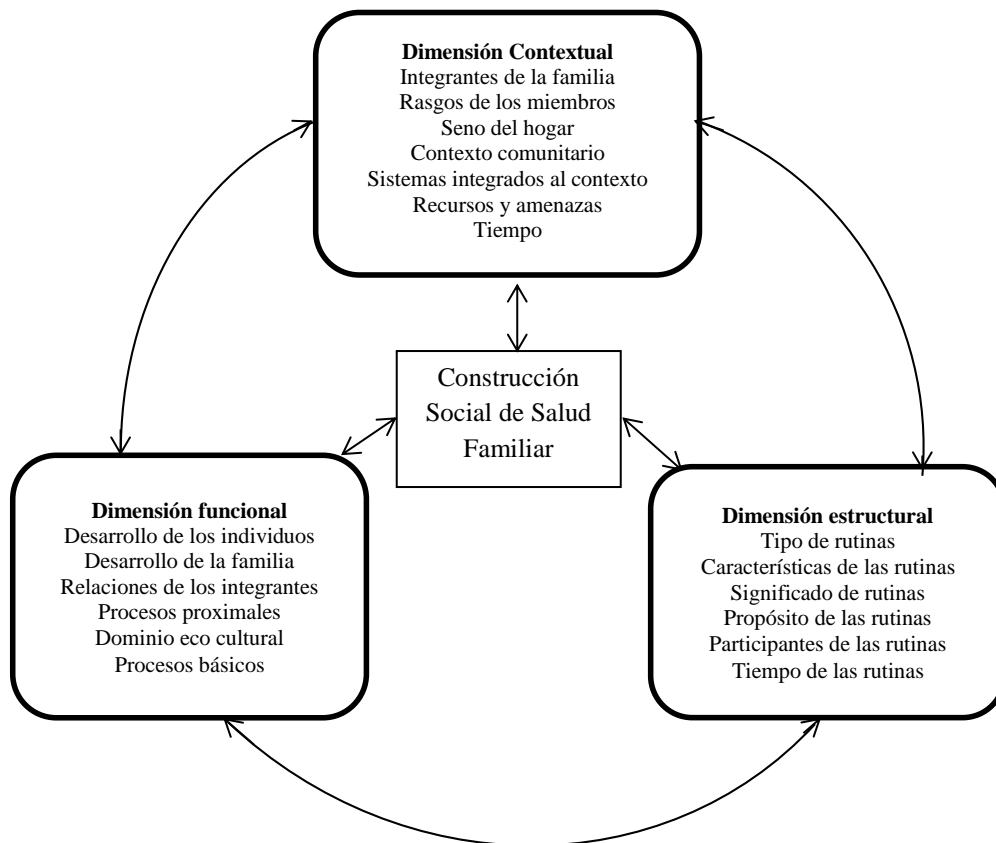 Dimensión Contextual
Integrantes de la familia
Rasgos de los miembros
Seno del hogar
Contexto comunitario
Sistemas integrados al contexto
Recursos y amenazas
Tiempo
Construcción
Social de Salud
Familiar
Dimensión funcional
Desarrollo de los individuos
Desarrollo de la familia
Relaciones de los integrantes
Procesos proximales
Dominio eco cultural
Procesos básicos
Dimensión estructural
Tipo de rutinas
Características de las rutinas
Significado de rutinas
Propósito de las rutinas
Participantes de las rutinas
Tiempo de las rutinas